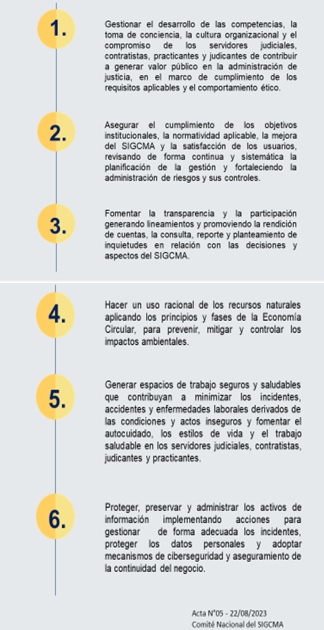 1.
Gestionar el desarrollo de las competencias, la
toma de conciencia, la cultura organizacional y el
compromiso de los servidores judiciales,
contratistas, practicantes y judicantes de contribuir
a generar valor público en la administración de
justicia, en el marco de cumplimiento de los
requisitos aplicables y el comportamiento ético.
2.
Asegurar el cumplimiento de los objetivos
institucionales, la normatividad aplicable, la mejora
del SIGCMA y la satisfacción de los usuarios,
revisando de forma continua y sistemática la
planificación de la gestión y fortaleciendo la
administración de riesgos y sus controles.
3.
Fomentar la transparencia y la participación
generando lineamientos y promoviendo la rendición
de cuentas, la consulta, reporte y planteamiento de
inquietudes en relación con las decisiones y
aspectos del SIGCMA.
4.
Hacer un uso racional de los recursos naturales
aplicando los principios y fases de la Economía
Circular, para prevenir, mitigar y controlar los
impactos ambientales.
5.
Generar espacios de trabajo seguros y saludables
que contribuyan a minimizar los incidentes,
accidentes y enfermedades laborales derivados de
las condiciones y actos inseguros y fomentar el
autocuidado, los estilos de vida y el trabajo
saludable en los servidores judiciales, contratistas,
judicantes y practicantes.
6.
Proteger, preservar y administrar los activos de
información implementando acciones para
gestionar de forma adecuada los incidentes,
proteger los datos personales y adoptar
mecanismos de ciberseguridad y aseguramiento de
la continuidad del negocio.
Acta N°05 - 22/08/2023
Comité Nacional del SIGCMA